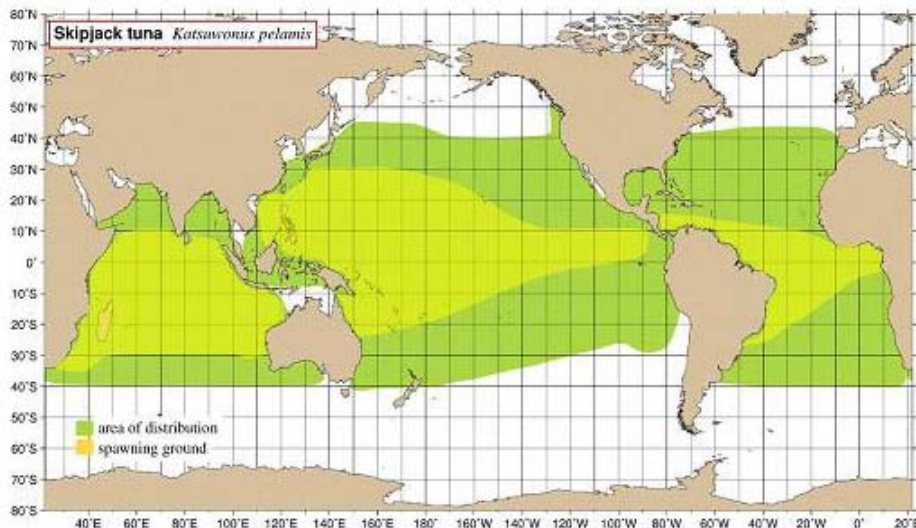 80°N
Skipjack tuna Katsuwonus pelamis
70°N
60°N
50°N
40°N
30°N
20°N
10°N
0°
10°S
20°S
30°S
40°S
area of distribution
50°S
spawning ground
60°S
70°S
80°S
40°E 60°E 80°E 100°E 120°E 140°E 160°E 180° 160°W 140°W 120°W 100°W 80°W 60°W 40°W 20°W 0° 20°E